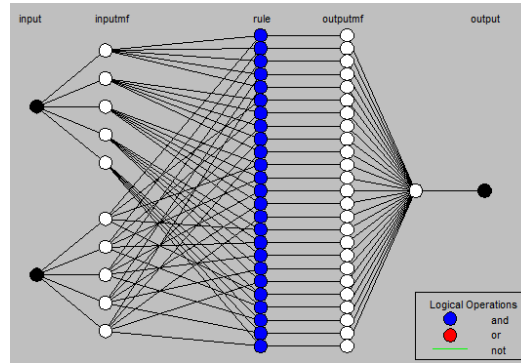 input inputmf rule outputmf output
Logical Operations
and
or
not